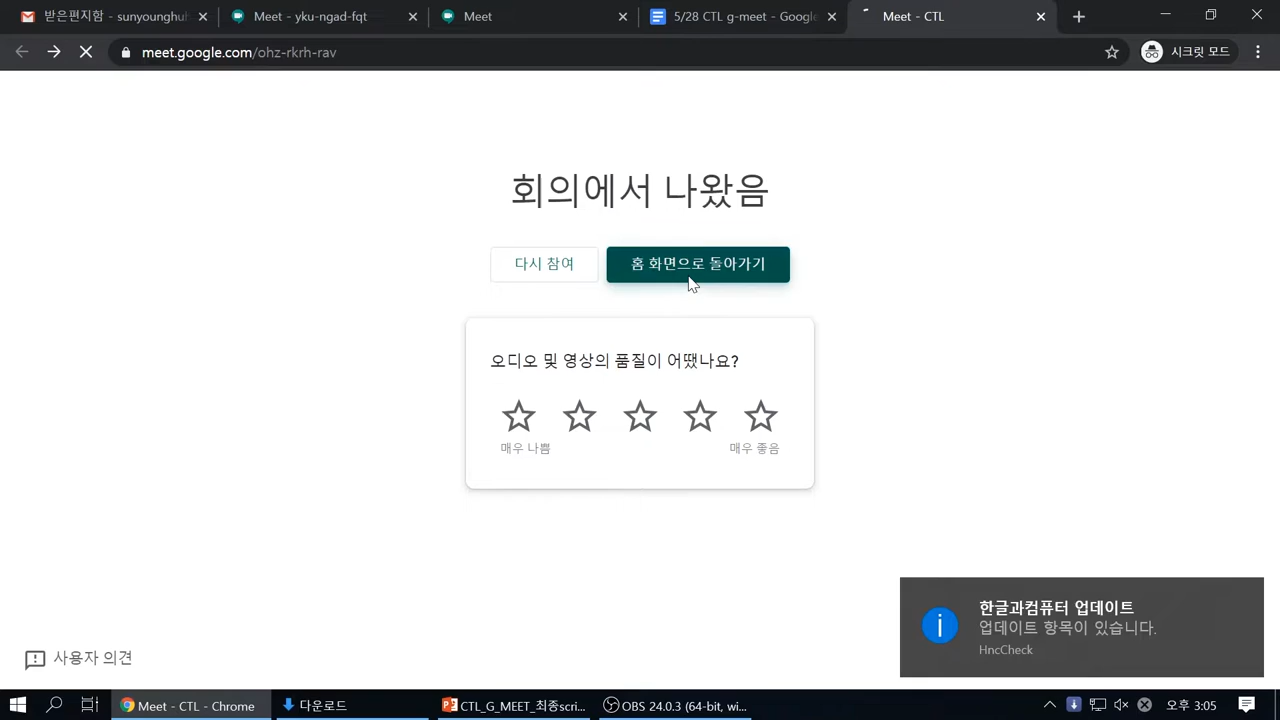 받은편지함 - sunyounghul
Meet - yku-ngad-fqt
Meet
5/28 CTL g-meet - Google
Meet - CTL
meet.google.com/ohz-rkrh-rav
시크릿 모드
회의에서 나왔음
다시 참여
홈 화면으로 돌아가기
오디오 및 영상의 품질이 어땠나요?
매우 나쁨
매우 좋음
한글과컴퓨터 업데이트
업데이트 항목이 있습니다.
HncCheck
사용자 의견
Meet - CTL - Chrome
다운로드
CTL_G_MEET_최종scri...
OBS 24.0.3 (64-bit, wi...
오후 3:05